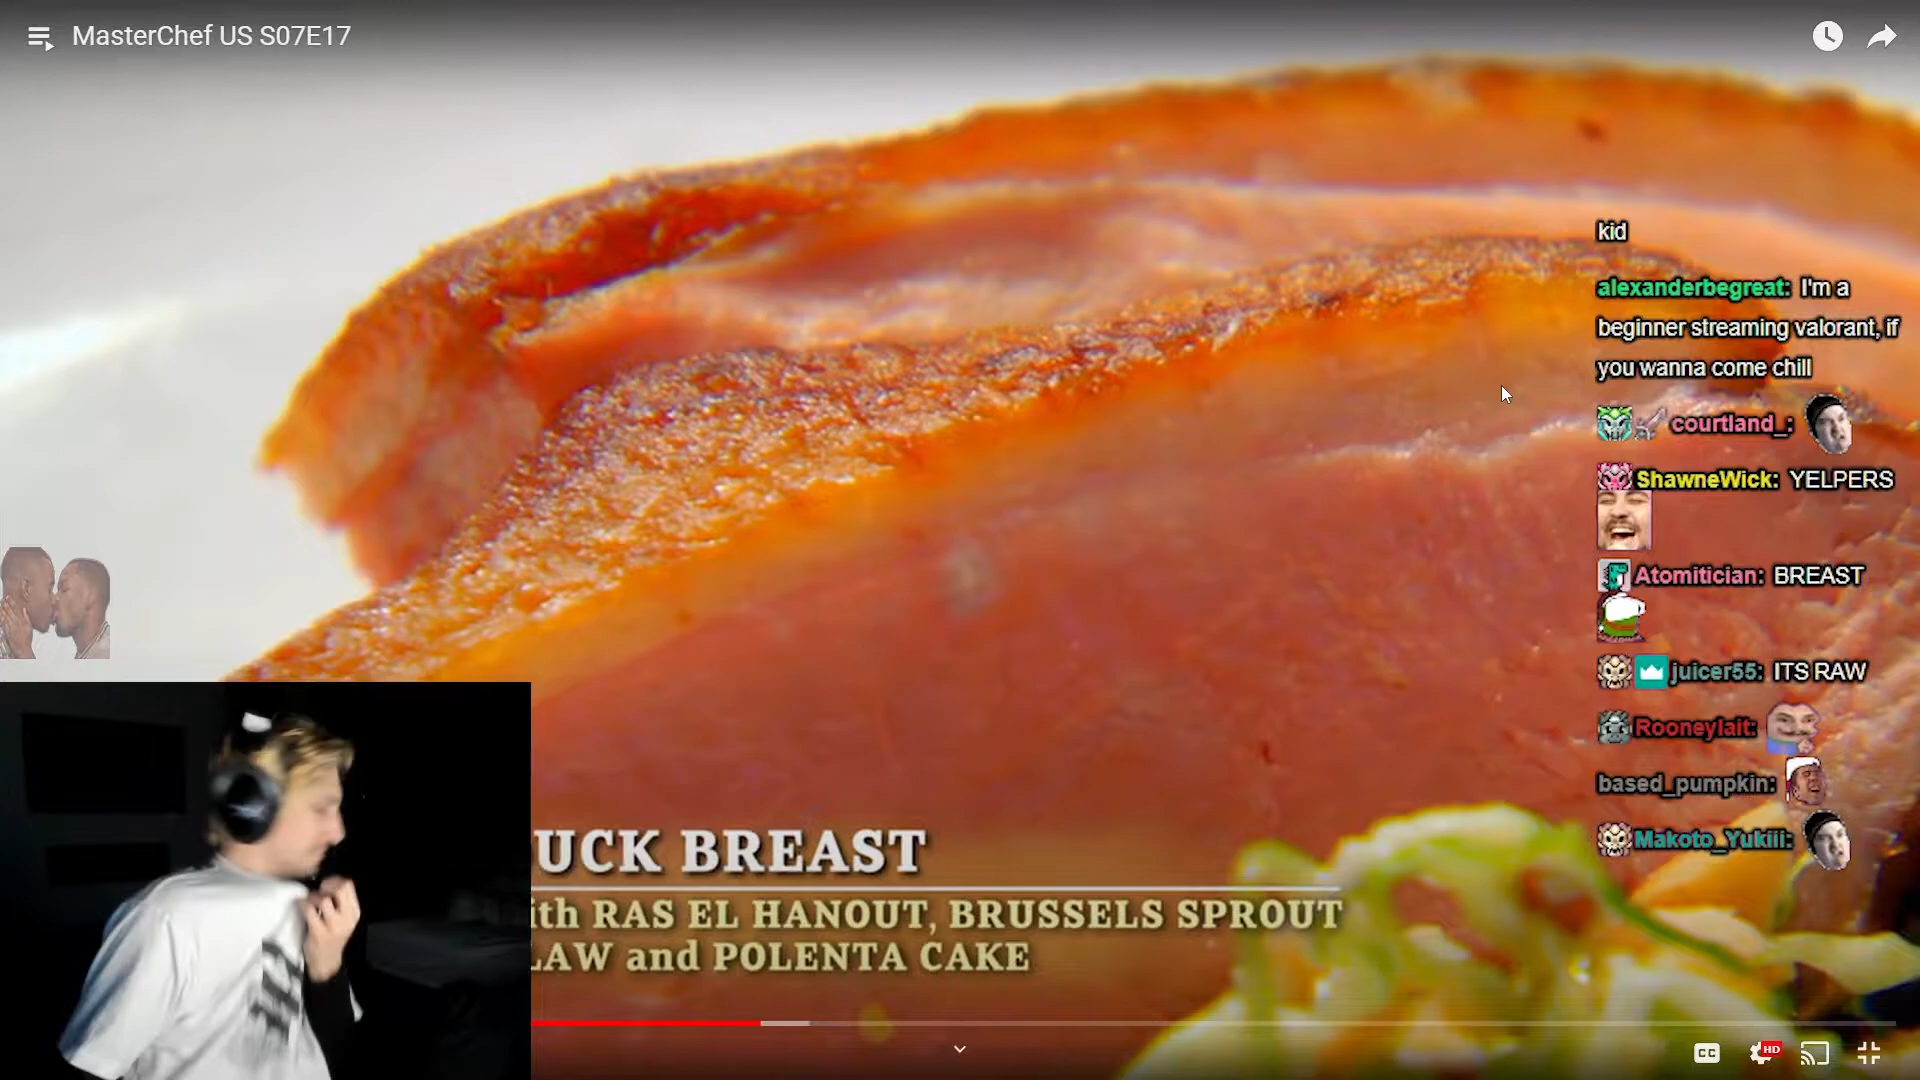 MasterChef US S07E17
kid
alexanderbegreat: I'm a
beginner streaming valorant, if
you wanna come chill
courtland_:
ShawneWick: YELPERS
Atomitician: BREAST
juicer55: ITS RAW
Rooneylait:
based_pumpkin:
Makoto_Yukiii:
UCK BREAST
ith RAS EL HANOUT, BRUSSELS SPROUT
LAW and POLENTA CAKE
CC
HD